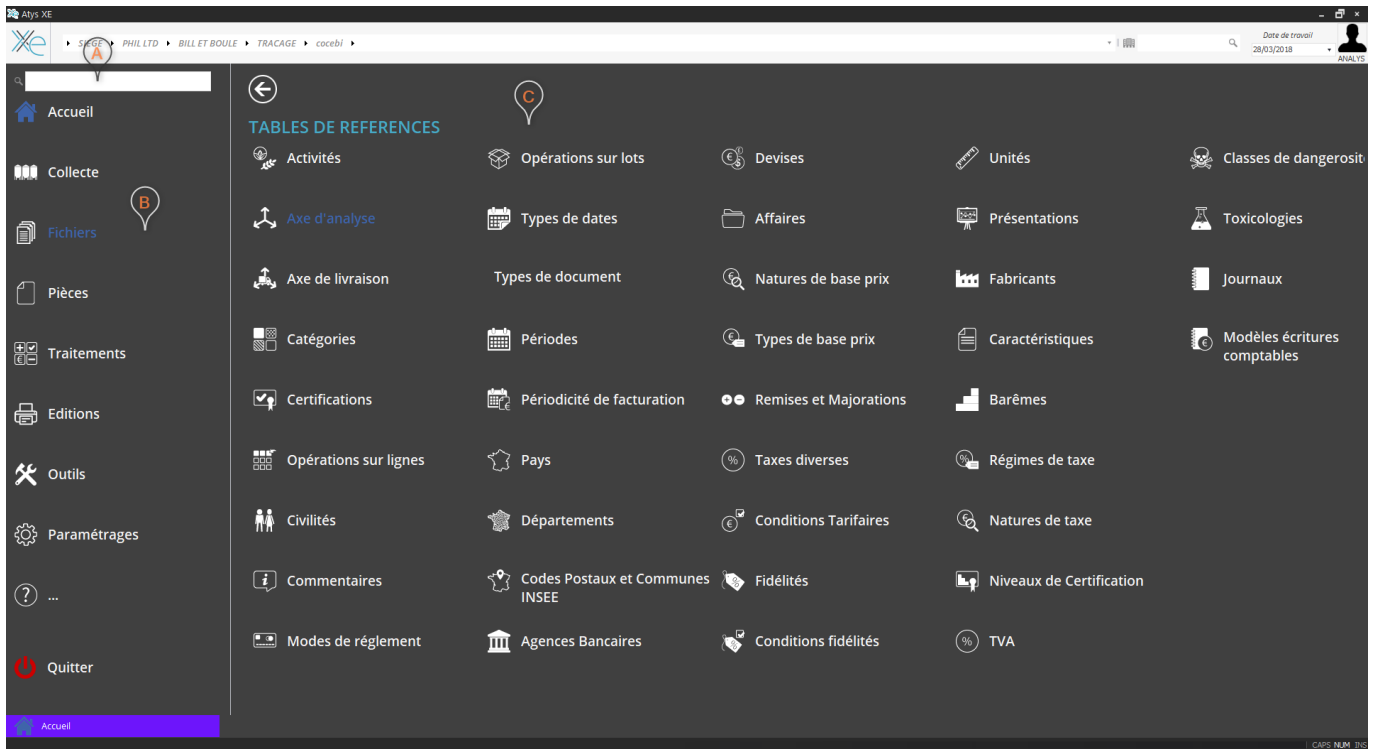 Atys XE
Xe SIEGE PHIL LTD BILL ET BOULE TRACAGE cocebi
Date de travail
28/03/2018
ANALYS
A
B
C
Accueil
Collecte
Fichiers
Pièces
Traitements
Editions
Outils
Paramétrages
...
Quitter
TABLES DE REFERENCES
Activités
Opérations sur lots
Devises
Unités
Classes de dangerosit
Axe d'analyse
Types de dates
Affaires
Présentations
Toxicologies
Axe de livraison
Types de document
Natures de base prix
Fabricants
Journaux
Catégories
Périodes
Types de base prix
Caractéristiques
Modèles écritures
comptables
Certifications
Périodicité de facturation
Remises et Majorations
Barêmes
Opérations sur lignes
Pays
Taxes diverses
Régimes de taxe
Civilités
Départements
Conditions Tarifaires
Natures de taxe
Commentaires
Codes Postaux et Communes
INSEE
Fidélités
Niveaux de Certification
Modes de réglement
Agences Bancaires
Conditions fidélités
TVA
Accueil
CAPS NUM INS